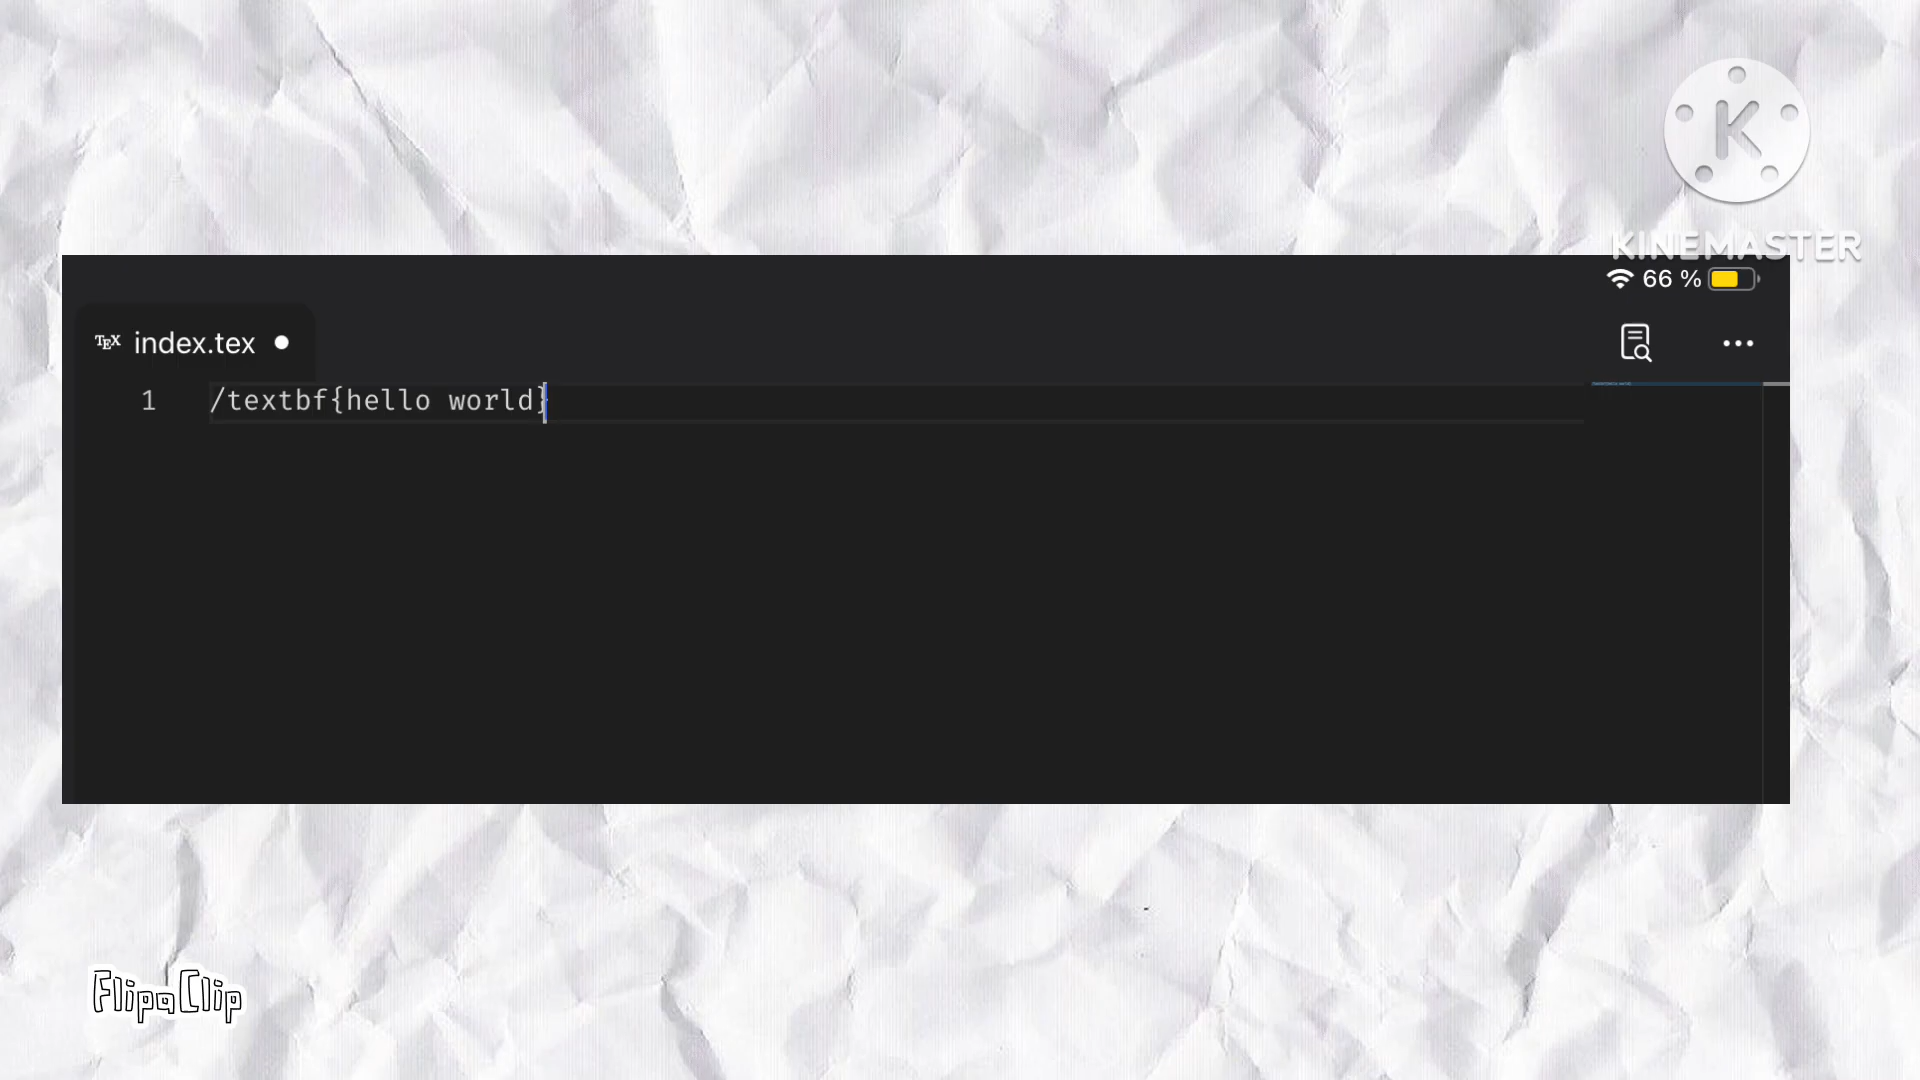 K
KINEMASTER
66 %
TEX index.tex
1 /textbf{hello world}
FlipaClip